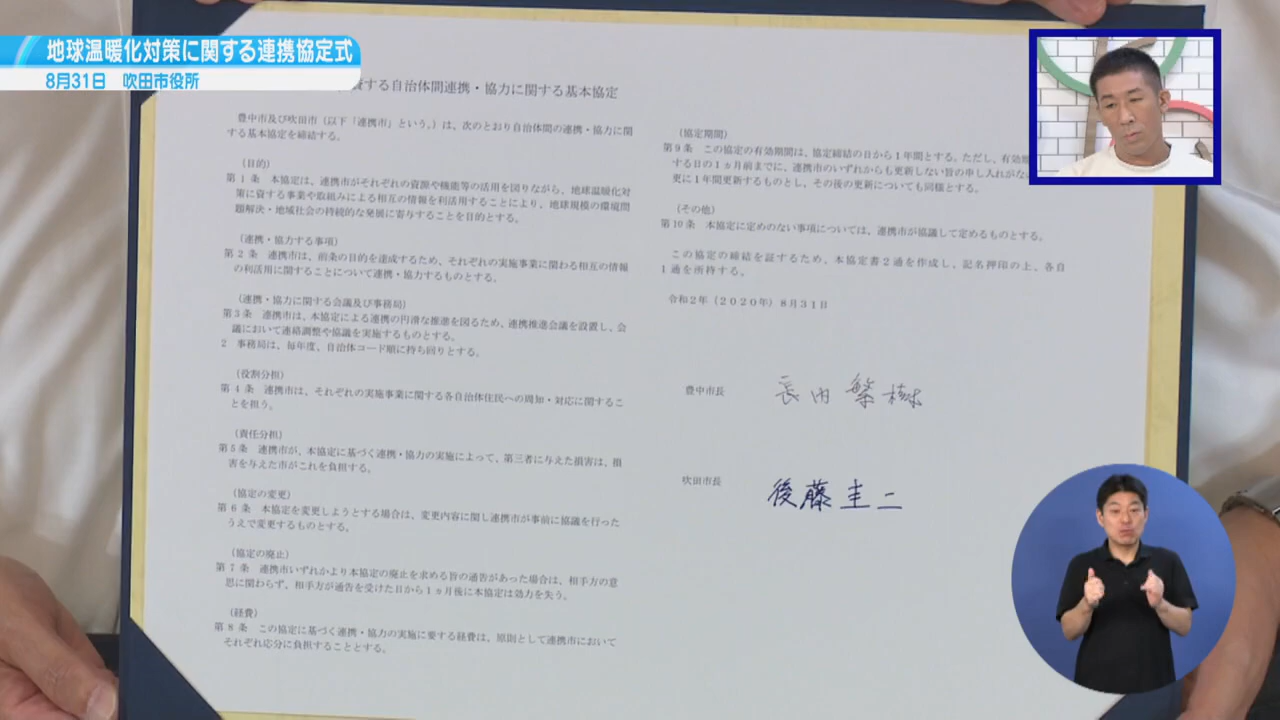 地球温暖化対策に関する連携協定式
8月31日 吹田市役所
する自治体間連携・協力に関する基本協定
豊中市及び吹田市(以下「連携市」という。)は、次のとおり自治体間の連携・協力に関
する基本協定を締結する。
(目的)
第1条 本協定は、連携市がそれぞれの資源や機能等の活用を図りながら、地球温暖化対
策に資する事業や取組みによる相互の情報を利活用することにより、地球規模の環境問
題解決・地域社会の持続的な発展に寄与することを目的とする。
(連携・協力する事項)
第2条 連携市は、前条の目的を達成するため、それぞれの実施事業に関わる相互の情報
の利活用に関することについて連携・協力するものとする。
(連携・協力に関する会議及び事務局)
第3条 連携市は、本協定による連携の円滑な推進を図るため、連携推進会議を設置し、会
議において連絡調整や協議を実施するものとする。
2 事務局は、毎年度、自治体コード順に持ち回りとする。
(役割分担)
第4条 連携市は、それぞれの実施事業に関する各自治体住民への周知・対応に関するこ
とを担う。
(責任分担)
第5条 連携市が、本協定に基づく連携・協力の実施によって、第三者に与えた損害は、損
害を与えた市がこれを負担する。
(協定の変更)
第6条 本協定を変更しようとする場合は、変更内容に関し連携市が事前に協議を行った
うえで変更するものとする。
(協定の廃止)
第7条 連携市いずれかより本協定の廃止を求める旨の通告があった場合は、相手方の意
思に関わらず、相手方が通告を受けた日から1ヵ月後に本協定は効力を失う。
(経費)
第8条 この協定に基づく連携・協力の実施に要する経費は、原則として連携市において
それぞれ応分に負担することとする。
(協定期間)
第9条 この協定の有効期間は、協定締結の日から1年間とする。ただし、有効
する日の1ヵ月前までに、連携市のいずれからも更新しない旨の申し入れがな
更に1年間更新するものとし、その後の更新についても同様とする。
(その他)
第10条 本協定に定めのない事項については、連携市が協議して定めるものとする。
この協定の締結を証するため、本協定書2通を作成し、記名押印の上、各自
1通を所持する。
令和2年(2020年)8月31日
豊中市長 長内繁樹
吹田市長 後藤圭二